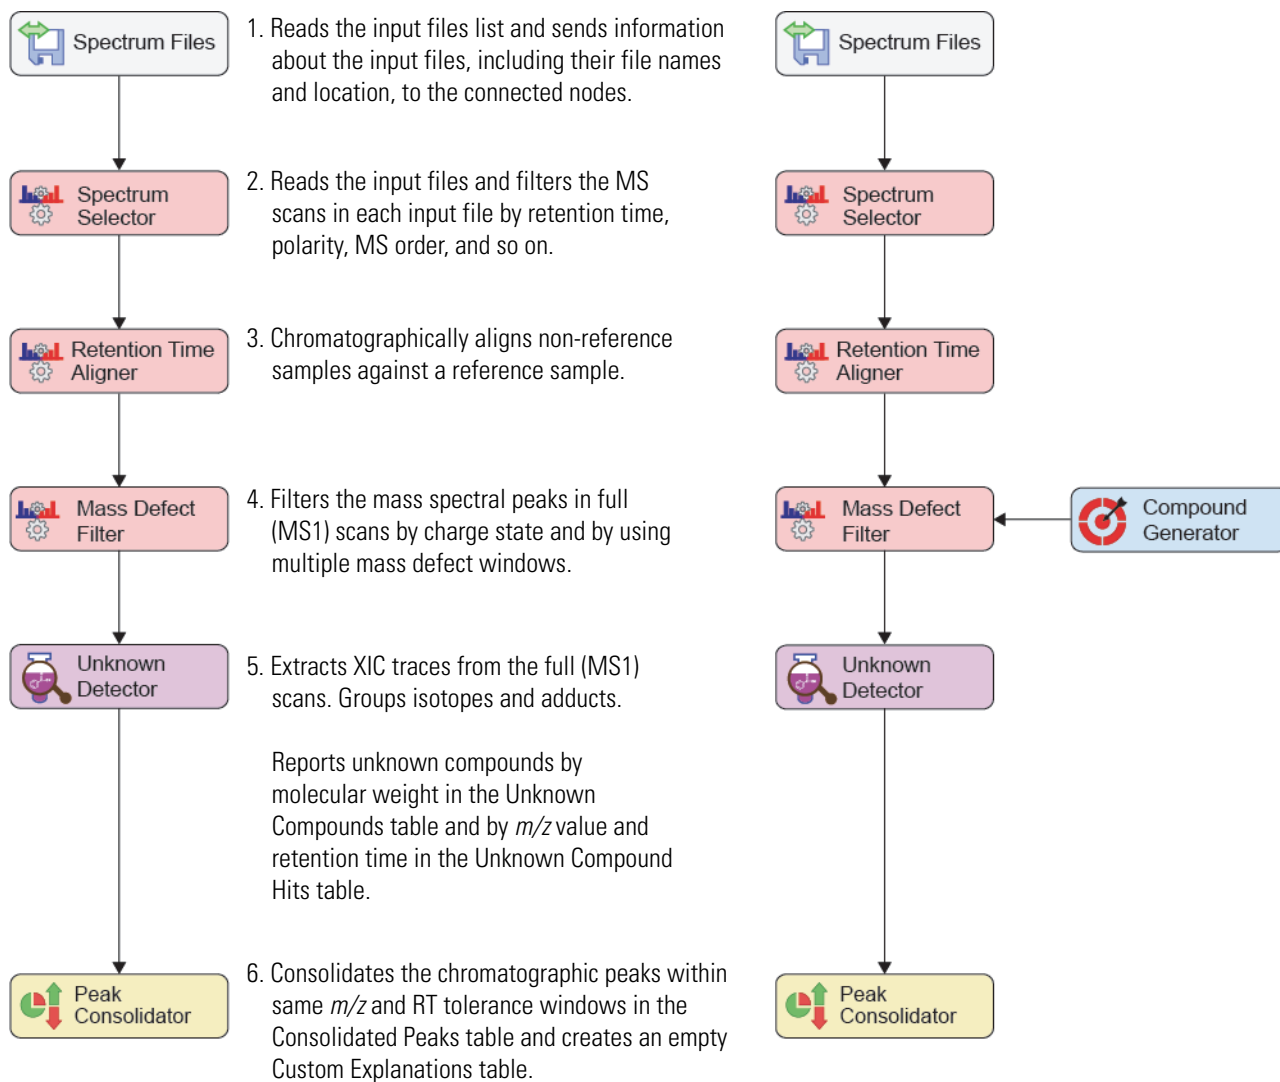 Spectrum Files
1. Reads the input files list and sends information
about the input files, including their file names
and location, to the connected nodes.
Spectrum
Selector
2. Reads the input files and filters the MS
scans in each input file by retention time,
polarity, MS order, and so on.
Retention Time
Aligner
3. Chromatographically aligns non-reference
samples against a reference sample.
Mass Defect
Filter
4. Filters the mass spectral peaks in full
(MS1) scans by charge state and by using
multiple mass defect windows.
Unknown
Detector
5. Extracts XIC traces from the full (MS1)
scans. Groups isotopes and adducts.
Reports unknown compounds by
molecular weight in the Unknown
Compounds table and by m/z value and
retention time in the Unknown Compound
Hits table.
Peak
Consolidator
6. Consolidates the chromatographic peaks within
same m/z and RT tolerance windows in the
Consolidated Peaks table and creates an empty
Custom Explanations table.
Spectrum Files
Spectrum
Selector
Retention Time
Aligner
Mass Defect
Filter
Compound
Generator
Unknown
Detector
Peak
Consolidator